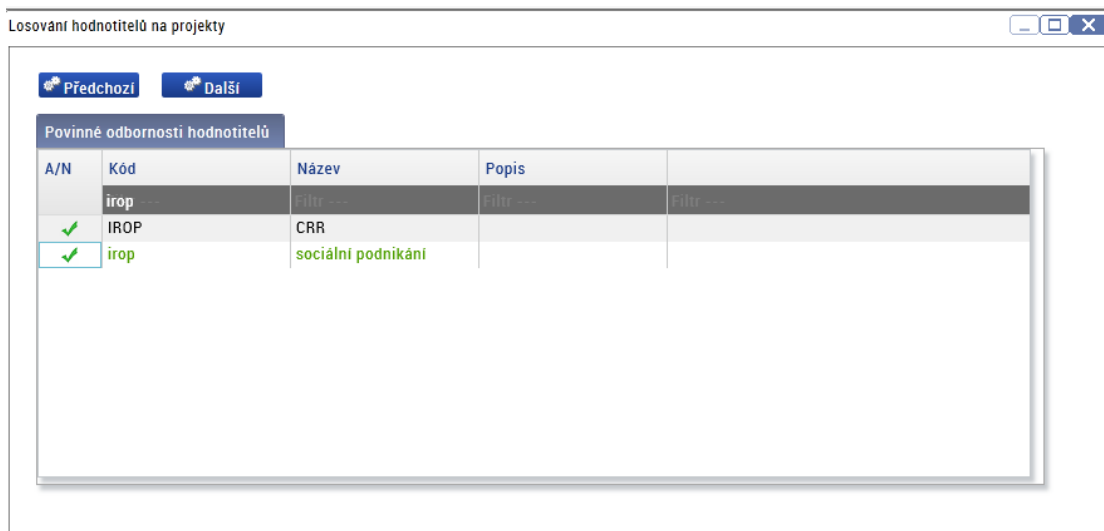 Losování hodnotitelů na projekty
Předchozí Další
Povinné odbornosti hodnotitelů
A/N Kód Název Popis
irop --- Filtr --- Filtr --- Filtr ---
IROP CRR
irop sociální podnikání